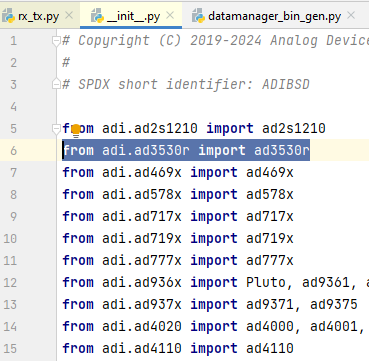 rx_tx.py __init__.py datamanager_bin_gen.py
1 # Copyright (C) 2019-2024 Analog Device
2 #
3 # SPDX short identifier: ADIBSD
4
5 from adi.ad2s1210 import ad2s1210
6 from adi.ad3530r import ad3530r
7 from adi.ad469x import ad469x
8 from adi.ad578x import ad578x
9 from adi.ad717x import ad717x
10 from adi.ad719x import ad719x
11 from adi.ad777x import ad777x
12 from adi.ad936x import Pluto, ad9361, a
13 from adi.ad937x import ad9371, ad9375
14 from adi.ad4020 import ad4000, ad4001,
15 from adi.ad4110 import ad4110